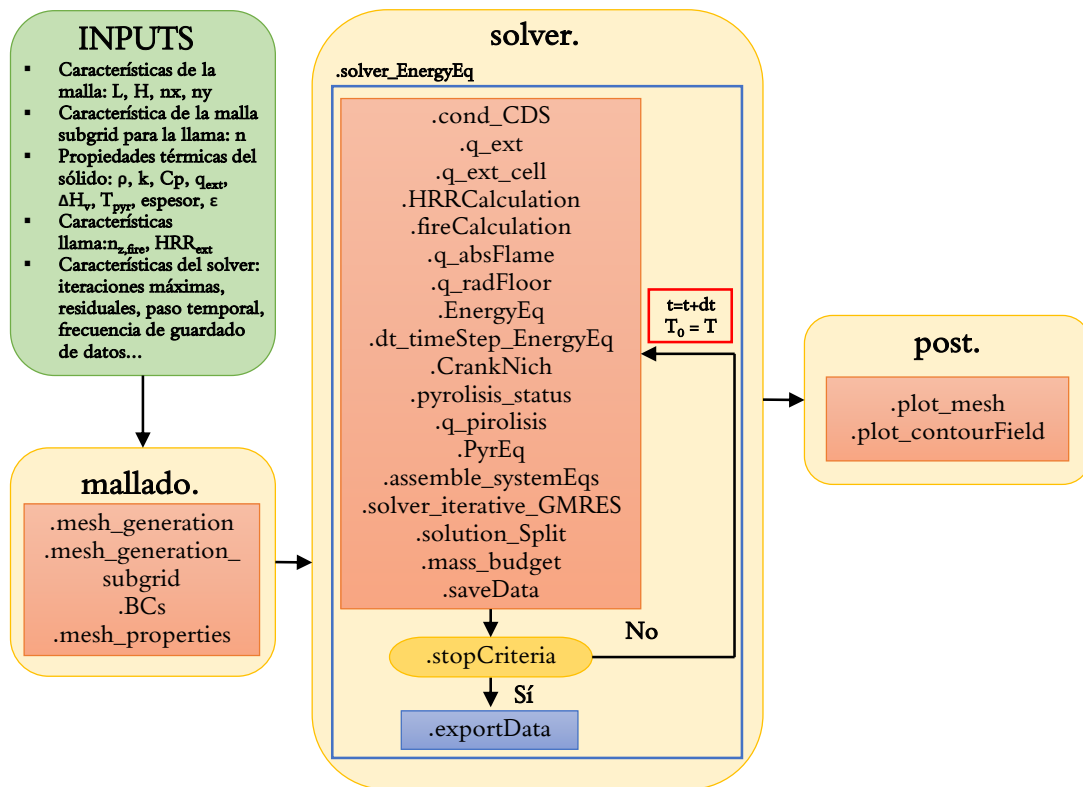 INPUTS
▪ Características de la
malla: L, H, nx, ny
▪ Característica de la malla
subgrid para la llama: n
▪ Propiedades térmicas del
sólido: ρ, k, Cp, qext,
ΔHv, Tpyr, espesor, ε
▪ Características
llama:nz,fire, HRRext
▪ Características del solver:
iteraciones máximas,
residuales, paso temporal,
frecuencia de guardado
de datos...
mallado.
.mesh_generation
.mesh_generation_
subgrid
.BCs
.mesh_properties
solver.
.solver_EnergyEq
.cond_CDS
.q_ext
.q_ext_cell
.HRRCalculation
.fireCalculation
.q_absFlame
.q_radFloor
.EnergyEq
.dt_timeStep_EnergyEq
.CrankNich
.pyrolisis_status
.q_pirolisis
.PyrEq
.assemble_systemEqs
.solver_iterative_GMRES
.solution_Split
.mass_budget
.saveData
t=t+dt
T0 = T
.stopCriteria
No
Sí
.exportData
post.
.plot_mesh
.plot_contourField